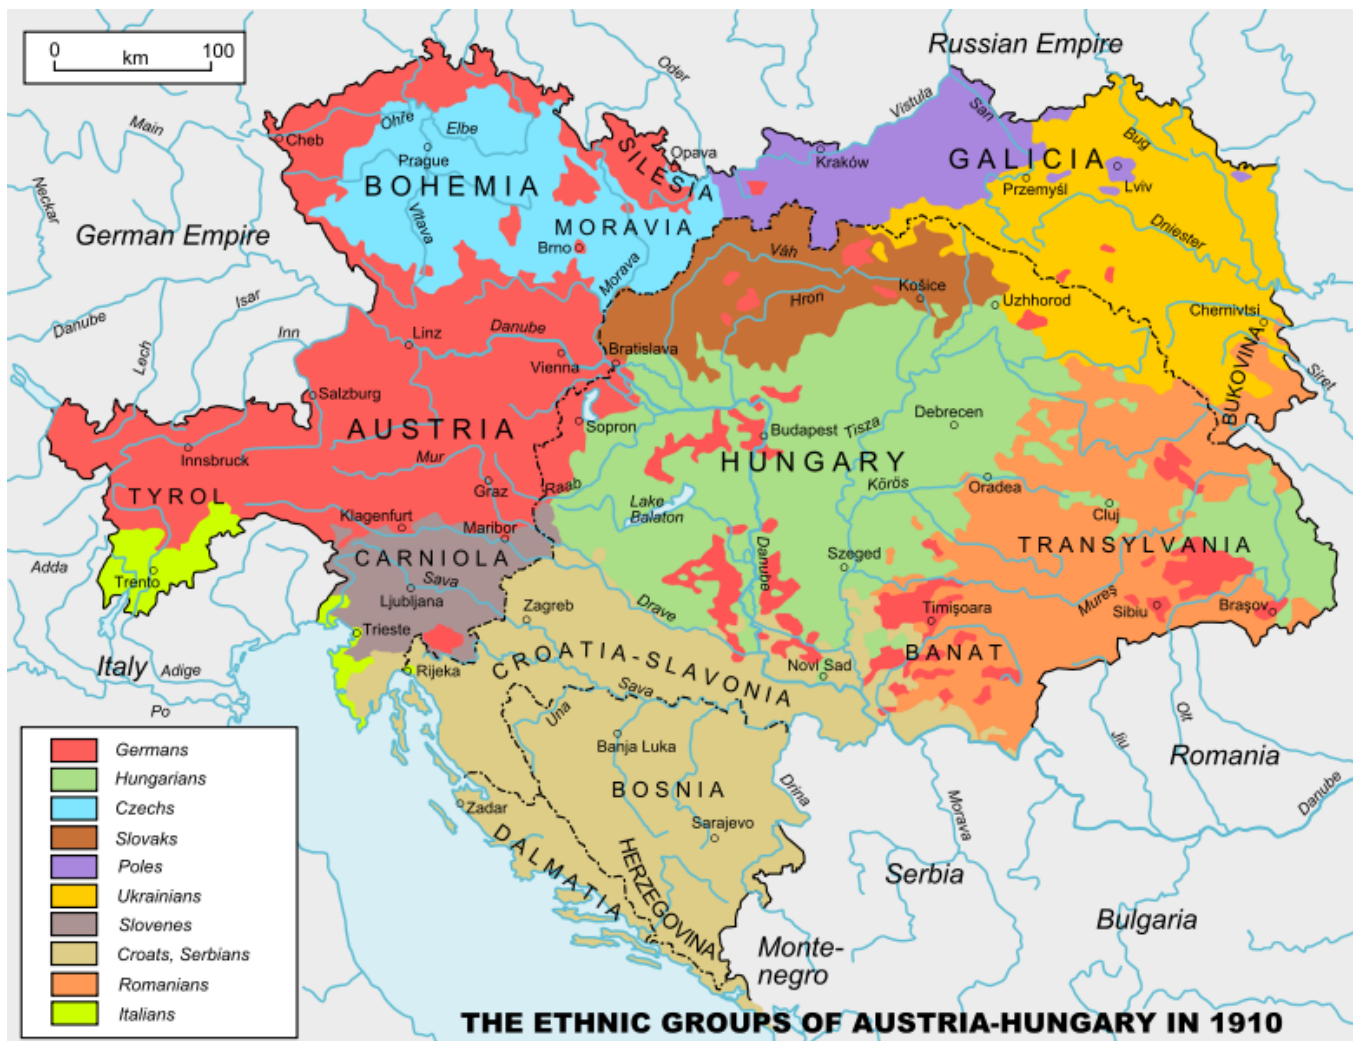 0
100
km
Russian Empire
Oder
Vistula
San
Main
Ohře
Elbe
Bug
Cheb
Prague
Opava
Kraków
GALICIA
SILESIA
Przemyśl
Lviv
BOHEMIA
Neckar
Vltava
MORAVIA
Dniester
German Empire
Brno
Morava
Váh
Košice
Hron
Uzhhorod
Isar
Danube
Inn
Lech
Linz
Danube
Chernivtsi
Vienna
Bratislava
BUKOVINA
Siret
Salzburg
AUSTRIA
Sopron
Debrecen
Tisza
Budapest
Innsbruck
Mur
HUNGARY
Graz
Raab
Körös
Oradea
TYROL
Lake
Balaton
Klagenfurt
Maribor
Cluj
CARNIOLA
Danube
Szeged
TRANSYLVANIA
Adda
Trento
Sava
Ljubljana
Drave
Mureş
Zagreb
Timişoara
Sibiu
Braşov
Trieste
Italy
Adige
Rijeka
CROATIA-SLAVONIA
BANAT
Novi Sad
Sava
Po
Una
Olt
Jiu
Banja Luka
Romania
BOSNIA
Drina
Morava
Danube
Zadar
Sarajevo
DALMATIA
HERZEGOVINA
Serbia
Bulgaria
Monte-
negro
Germans
Hungarians
Czechs
Slovaks
Poles
Ukrainians
Slovenes
Croats, Serbians
Romanians
Italians
THE ETHNIC GROUPS OF AUSTRIA-HUNGARY IN 1910